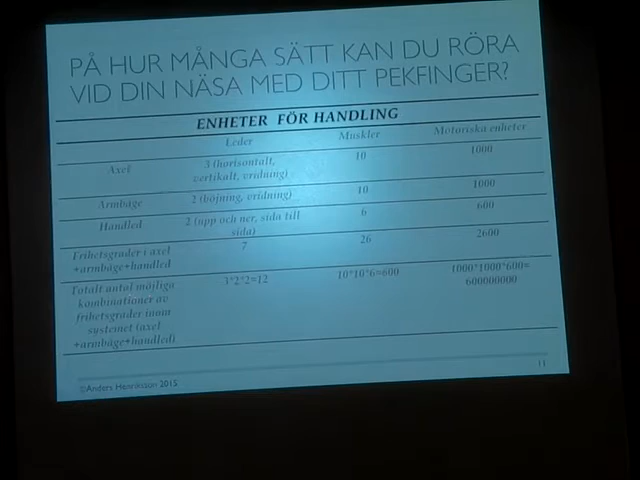 PÅ HUR MÅNGA SÄTT KAN DU RÖRA
VID DIN NÄSA MED DITT PEKFINGER?
ENHETER FÖR HANDLING
Leder Muskler Motoriska enheter
Axel 3 (horisontalt, vertikalt, vridning) 10 1000
Armbåge 2 (böjning, vridning) 10 1000
Handled 2 (upp och ner, sida till sida) 6 600
Frihetsgrader i axel
+armbåge+handled 7 26 2600
Totalt antal möjliga
kombinationer av
frihetsgrader inom
systemet (axel
+armbåge+handled) 3*2*2=12 10*10*6=600 1000*1000*600=
600000000
©Anders Henriksson 2015
11